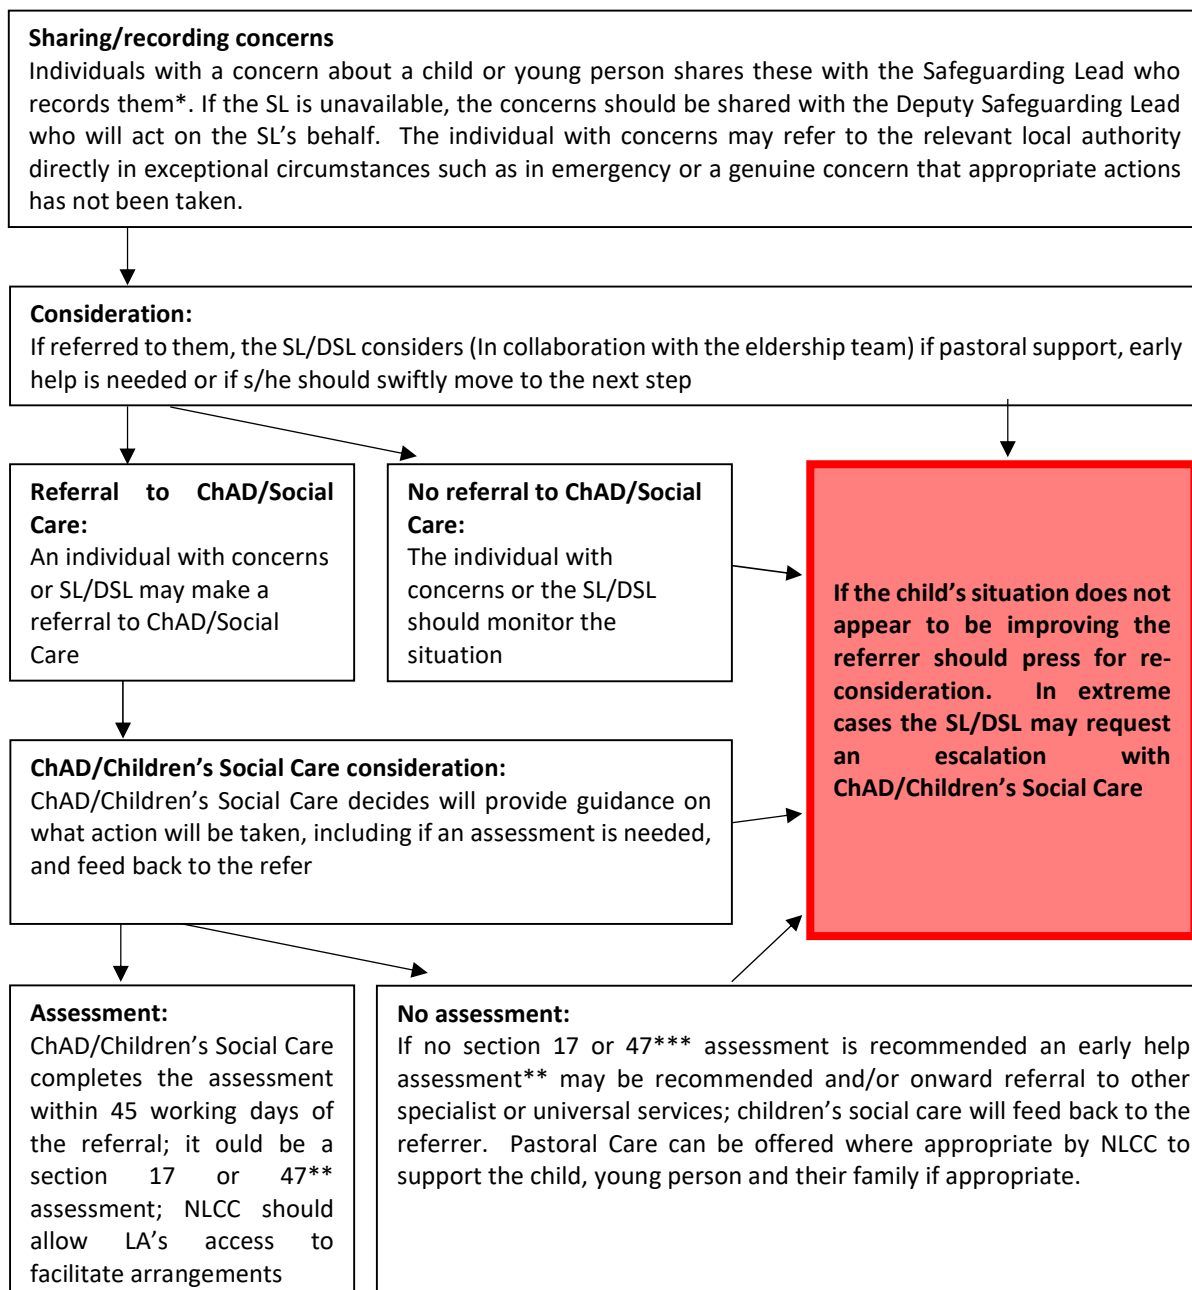 Sharing/recording concerns
Individuals with a concern about a child or young person shares these with the Safeguarding Lead who
records them*. If the SL is unavailable, the concerns should be shared with the Deputy Safeguarding Lead
who will act on the SL’s behalf. The individual with concerns may refer to the relevant local authority
directly in exceptional circumstances such as in emergency or a genuine concern that appropriate actions
has not been taken.
Consideration:
If referred to them, the SL/DSL considers (In collaboration with the eldership team) if pastoral support, early
help is needed or if s/he should swiftly move to the next step
Referral to ChAD/Social
Care:
An individual with concerns
or SL/DSL may make a
referral to ChAD/Social
Care
No referral to ChAD/Social
Care:
The individual with
concerns or the SL/DSL
should monitor the
situation
If the child’s situation does not
appear to be improving the
referrer should press for re-
consideration. In extreme
cases the SL/DSL may request
an escalation with
ChAD/Children’s Social Care
ChAD/Children’s Social Care consideration:
ChAD/Children’s Social Care decides will provide guidance on
what action will be taken, including if an assessment is needed,
and feed back to the refer
Assessment:
ChAD/Children’s Social Care
completes the assessment
within 45 working days of
the referral; it ould be a
section 17 or 47**
assessment; NLCC should
allow LA’s access to
facilitate arrangements
No assessment:
If no section 17 or 47*** assessment is recommended an early help
assessment** may be recommended and/or onward referral to other
specialist or universal services; children’s social care will feed back to the
referrer. Pastoral Care can be offered where appropriate by NLCC to
support the child, young person and their family if appropriate.